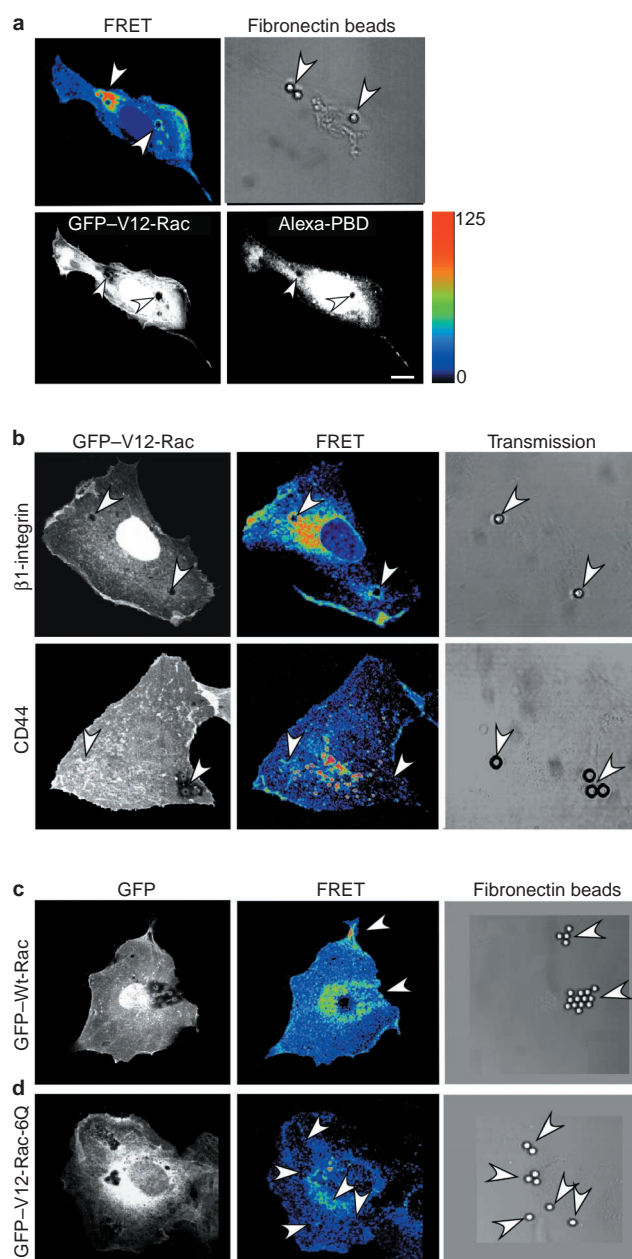 a
FRET
Fibronectin beads
GFP–V12-Rac
Alexa-PBD
125
0
b
GFP–V12-Rac
FRET
Transmission
β1-integrin
CD44
c
GFP
FRET
Fibronectin beads
GFP–Wt-Rac
d
GFP–V12-Rac-6Q